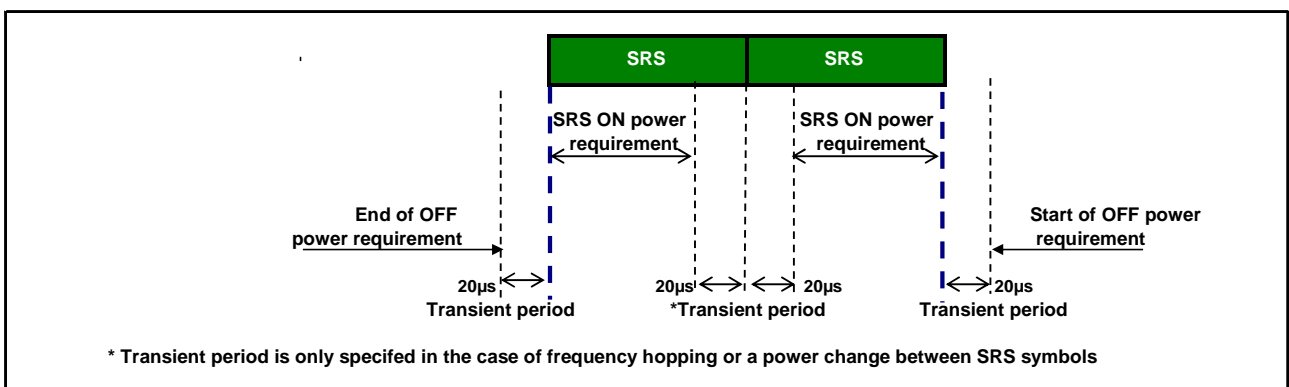 SRS SRS
SRS ON power requirement
SRS ON power requirement
End of OFF power requirement
Start of OFF power requirement
20µs
20µs
20µs
20µs
Transient period
*Transient period
Transient period
* Transient period is only specifed in the case of frequency hopping or a power change between SRS symbols